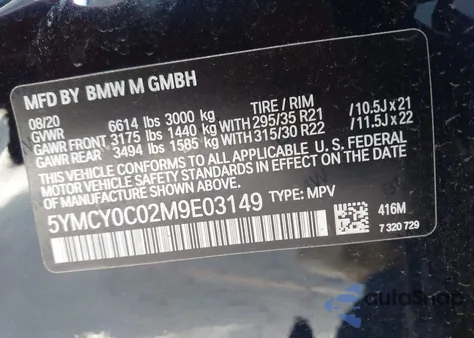 MFD BY BMW M GMBH
08/20 TIRE / RIM
GVWR 6614 lbs 3000 kg
GAWR FRONT 3175 lbs 1440 kg WITH 295/35 R21 /10.5J x 21
GAWR REAR 3494 lbs 1585 kg WITH 315/30 R22 /11.5J x 22
THIS VEHICLE CONFORMS TO ALL APPLICABLE U. S. FEDERAL
MOTOR VEHICLE SAFETY STANDARDS IN EFFECT ON THE DATE
OF MANUFACTURE SHOWN ABOVE.
5YMCY0C02M9E03149 TYPE: MPV
416M
7 320 729
autoSnap